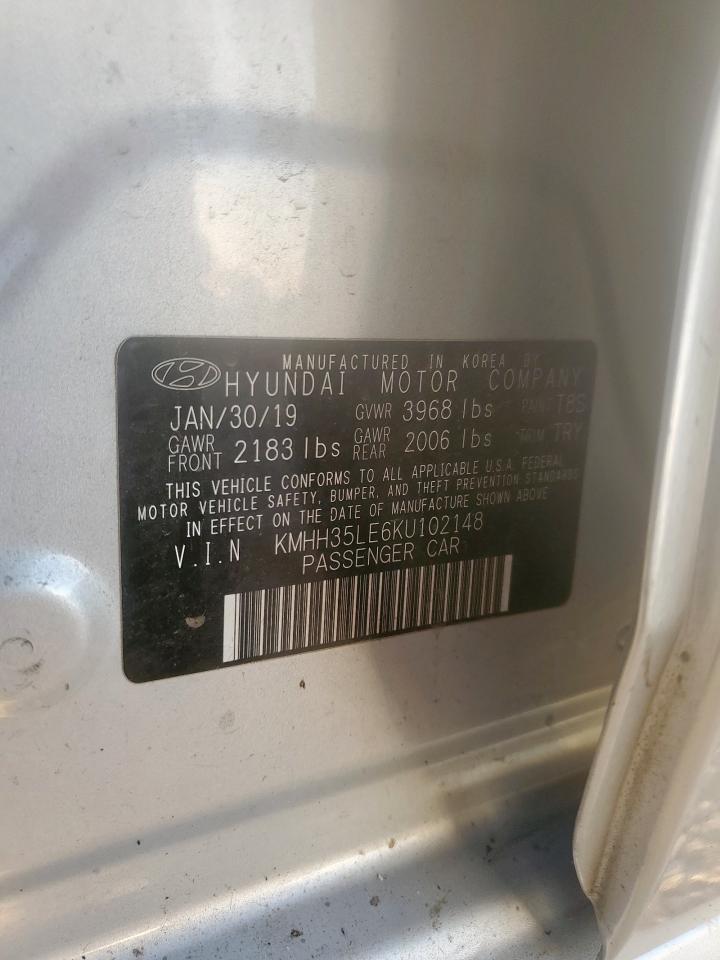 MANUFACTURED IN KOREA BY
HYUNDAI MOTOR COMPANY
JAN/30/19 GVWR 3968 lbs PAINT T8S
GAWR FRONT 2183 lbs GAWR REAR 2006 lbs TRIM TRY
THIS VEHICLE CONFORMS TO ALL APPLICABLE U.S.A. FEDERAL
MOTOR VEHICLE SAFETY, BUMPER, AND THEFT PREVENTION STANDARDS
IN EFFECT ON THE DATE OF MANUFACTURE SHOWN ABOVE
V.I.N KMHH35LE6KU102148
PASSENGER CAR